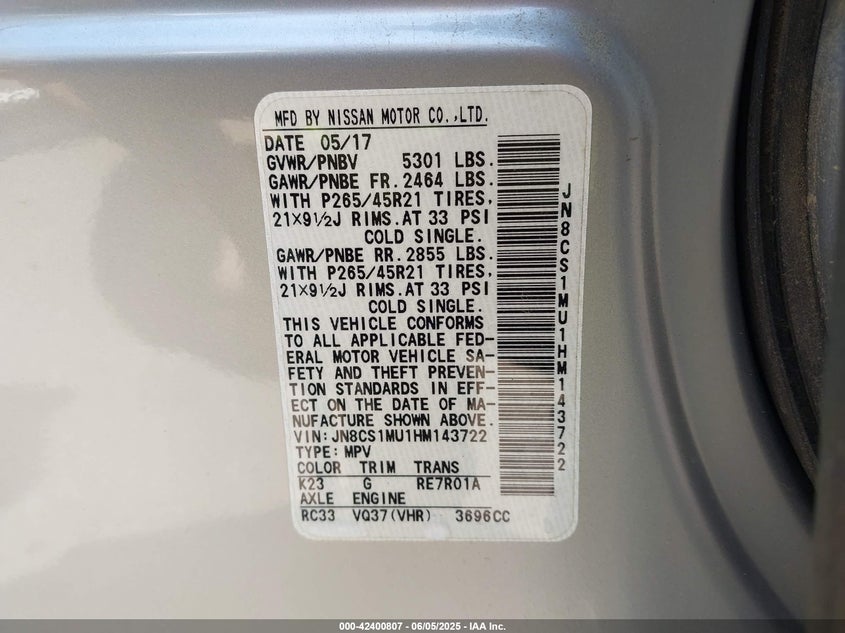 MFD BY NISSAN MOTOR CO.,LTD.
DATE 05/17
GVWR/PNBV 5301 LBS.
GAWR/PNBE FR.2464 LBS.
WITH P265/45R21 TIRES,
21X9½J RIMS.AT 33 PSI
COLD SINGLE.
GAWR/PNBE RR.2855 LBS.
WITH P265/45R21 TIRES,
21X9½J RIMS.AT 33 PSI
COLD SINGLE.
THIS VEHICLE CONFORMS
TO ALL APPLICABLE FED-
ERAL MOTOR VEHICLE SA-
FETY AND THEFT PREVEN-
TION STANDARDS IN EFF-
ECT ON THE DATE OF MA-
NUFACTURE SHOWN ABOVE.
VIN:JN8CS1MU1HM143722
TYPE:MPV
COLOR TRIM TRANS
K23 G RE7R01A
AXLE ENGINE
RC33 VQ37(VHR) 3696CC
JN8CS1MU1HM143722
000-42400807 - 06/05/2025 - IAA Inc.